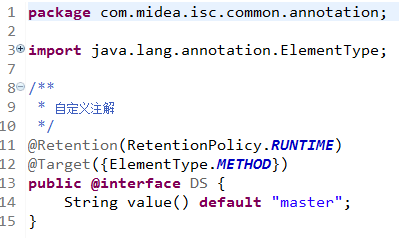 1 package com.midea.isc.common.annotation;
2
3 import java.lang.annotation.ElementType;
7
8 /**
9  * 自定义注解
10  */
11 @Retention(RetentionPolicy.RUNTIME)
12 @Target({ElementType.METHOD})
13 public @interface DS {
14     String value() default "master";
15 }